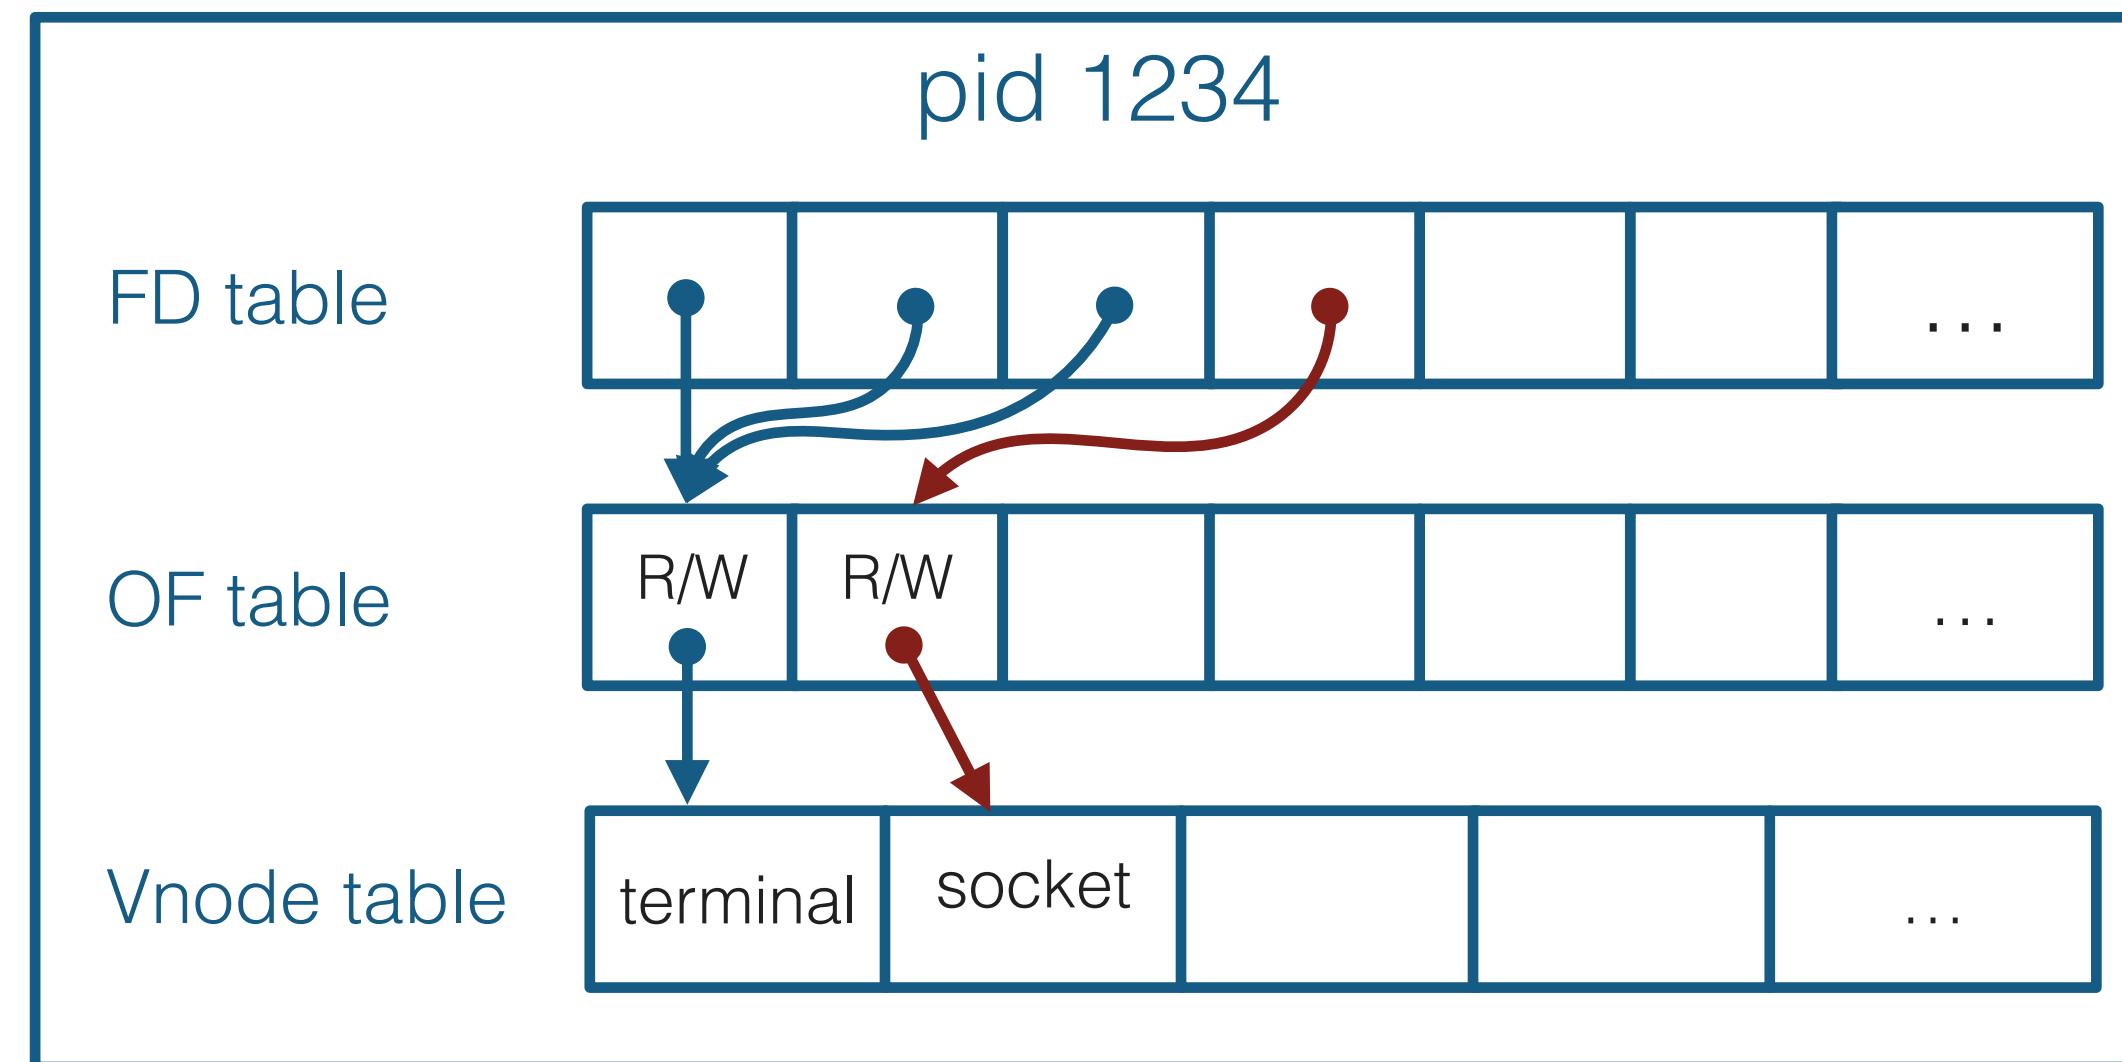 pid 1234
FD table
...
OF table
R/W
R/W
...
Vnode table
terminal
socket
...